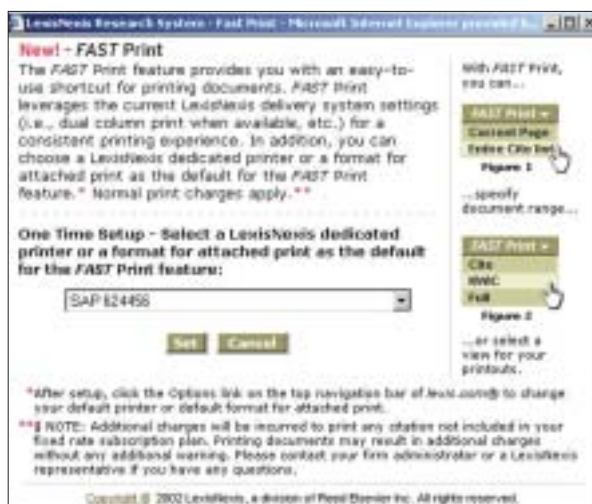 LexisNexis Research System - Fast Print - Microsoft Internet Explorer provided b...
New! - FAST Print
The FAST Print feature provides you with an easy-to-
use shortcut for printing documents. FAST Print
leverages the current LexisNexis delivery system settings
(i.e., dual column print when available, etc.) for a
consistent printing experience. In addition, you can
choose a LexisNexis dedicated printer or a format for
attached print as the default for the FAST Print
feature.* Normal print charges apply.**
One Time Setup - Select a LexisNexis dedicated
printer or a format for attached print as the default
for the FAST Print feature:
SAP 624456
Set Cancel
With FAST Print,
you can...
FAST Print
Current Page
Entire Cite list
Figure 1
...specify
document range...
FAST Print
Cite
KWIC
Full
Figure 2
...or select a
view for your
printouts.
*After setup, click the Options link on the top navigation bar of lexis.com® to change
your default printer or default format for attached print.
**NOTE: Additional charges will be incurred to print any citation not included in your
fixed rate subscription plan. Printing documents may result in additional charges
without any additional warning. Please contact your firm administrator or a LexisNexis
representative if you have any questions.
Copyright © 2002 LexisNexis, a division of Reed Elsevier Inc. All rights reserved.